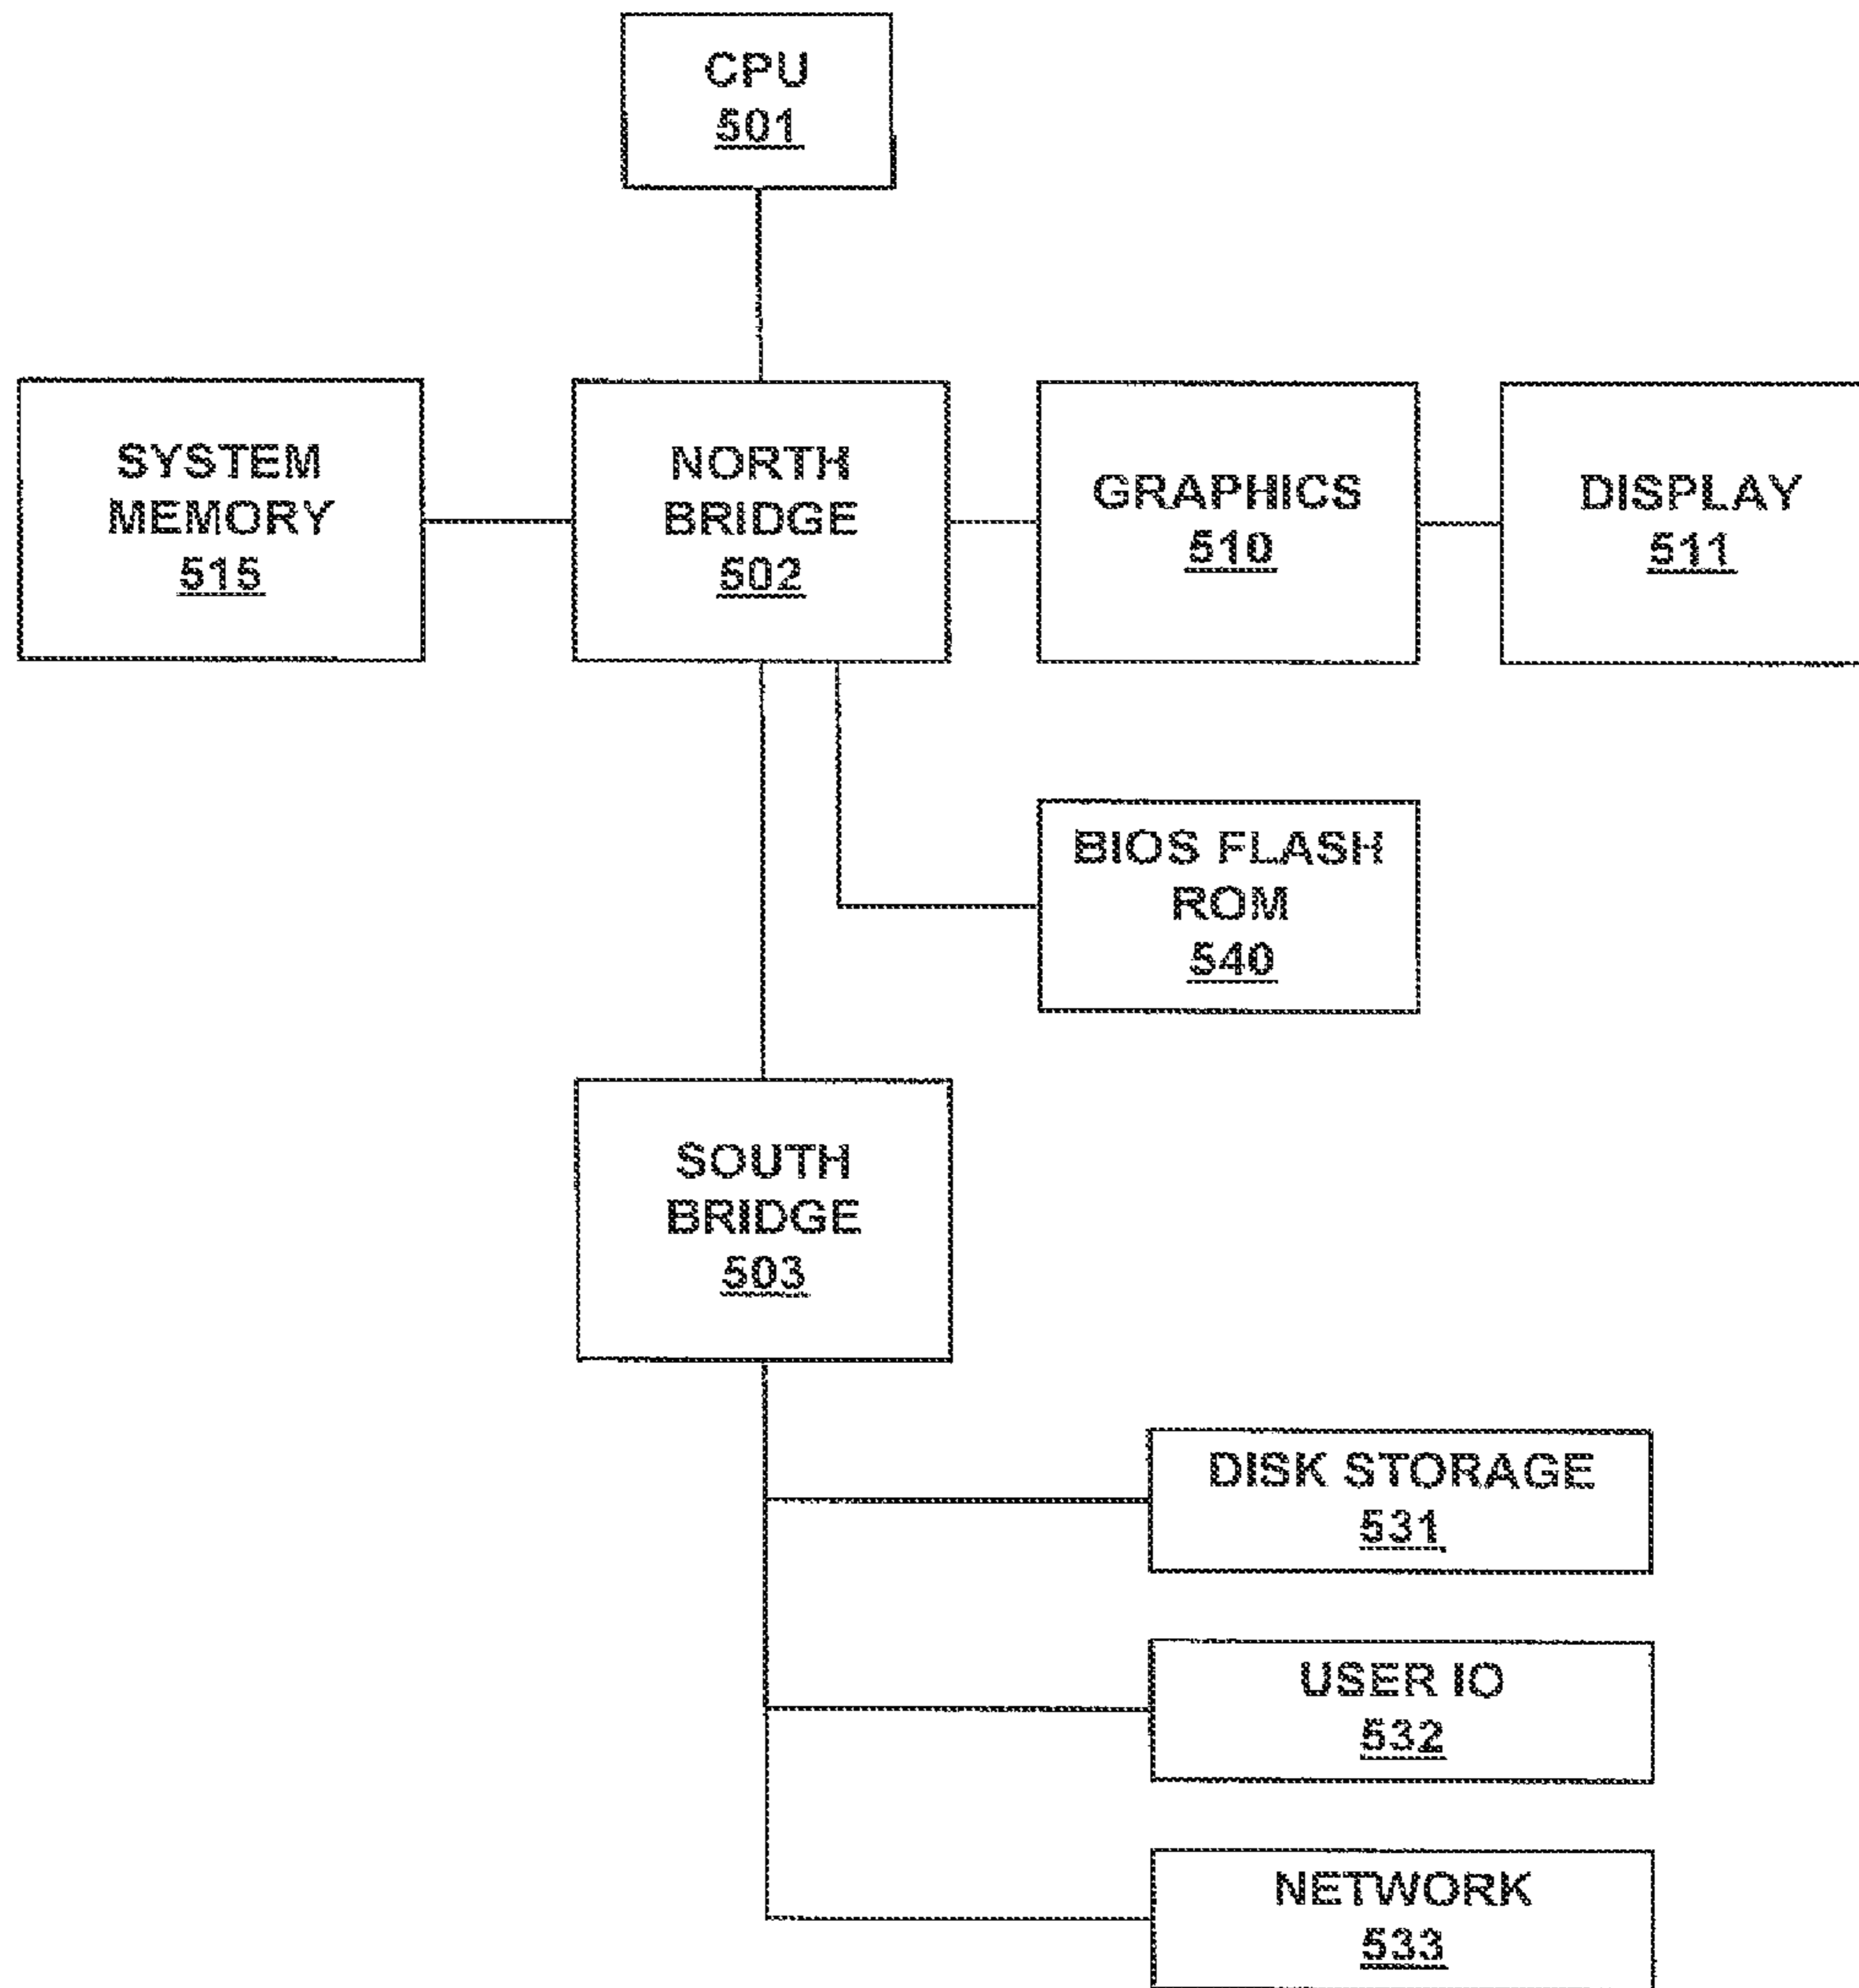 CPU
501
SYSTEM
MEMORY
515
NORTH
BRIDGE
502
GRAPHICS
510
DISPLAY
511
BIOS FLASH
ROM
540
SOUTH
BRIDGE
503
DISK STORAGE
531
USER IO
532
NETWORK
533